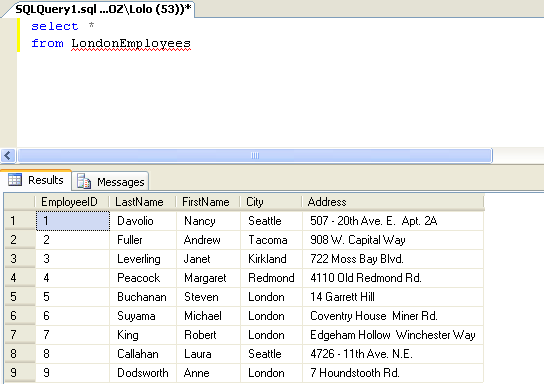 SQLQuery1.sql ...OZ\Lolo (53))*
select *
from LondonEmployees
Results Messages
EmployeeID LastName FirstName City Address
1 1 Davolio Nancy Seattle 507 - 20th Ave. E. Apt. 2A
2 2 Fuller Andrew Tacoma 908 W. Capital Way
3 3 Leverling Janet Kirkland 722 Moss Bay Blvd.
4 4 Peacock Margaret Redmond 4110 Old Redmond Rd.
5 5 Buchanan Steven London 14 Garrett Hill
6 6 Suyama Michael London Coventry House Miner Rd.
7 7 King Robert London Edgeham Hollow Winchester Way
8 8 Callahan Laura Seattle 4726 - 11th Ave. N.E.
9 9 Dodsworth Anne London 7 Houndstooth Rd.